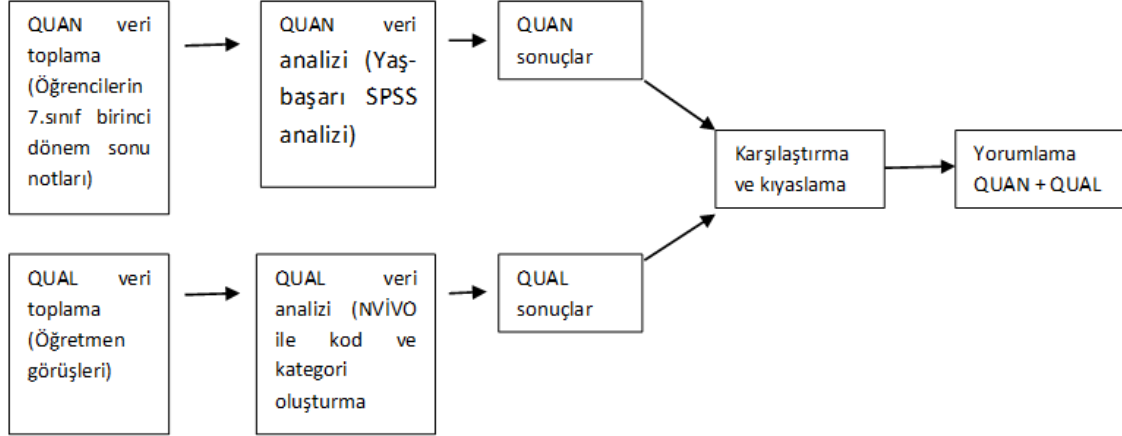 QUAN veri
toplama
(Öğrencilerin
7.sınıf birinci
dönem sonu
notları)
QUAN veri
analizi (Yaş-
başarı SPSS
analizi)
QUAN
sonuçlar
Karşılaştırma
ve kıyaslama
Yorumlama
QUAN + QUAL
QUAL veri
toplama
(Öğretmen
görüşleri)
QUAL veri
analizi (NVİVO
ile kod ve
kategori
oluşturma
QUAL
sonuçlar